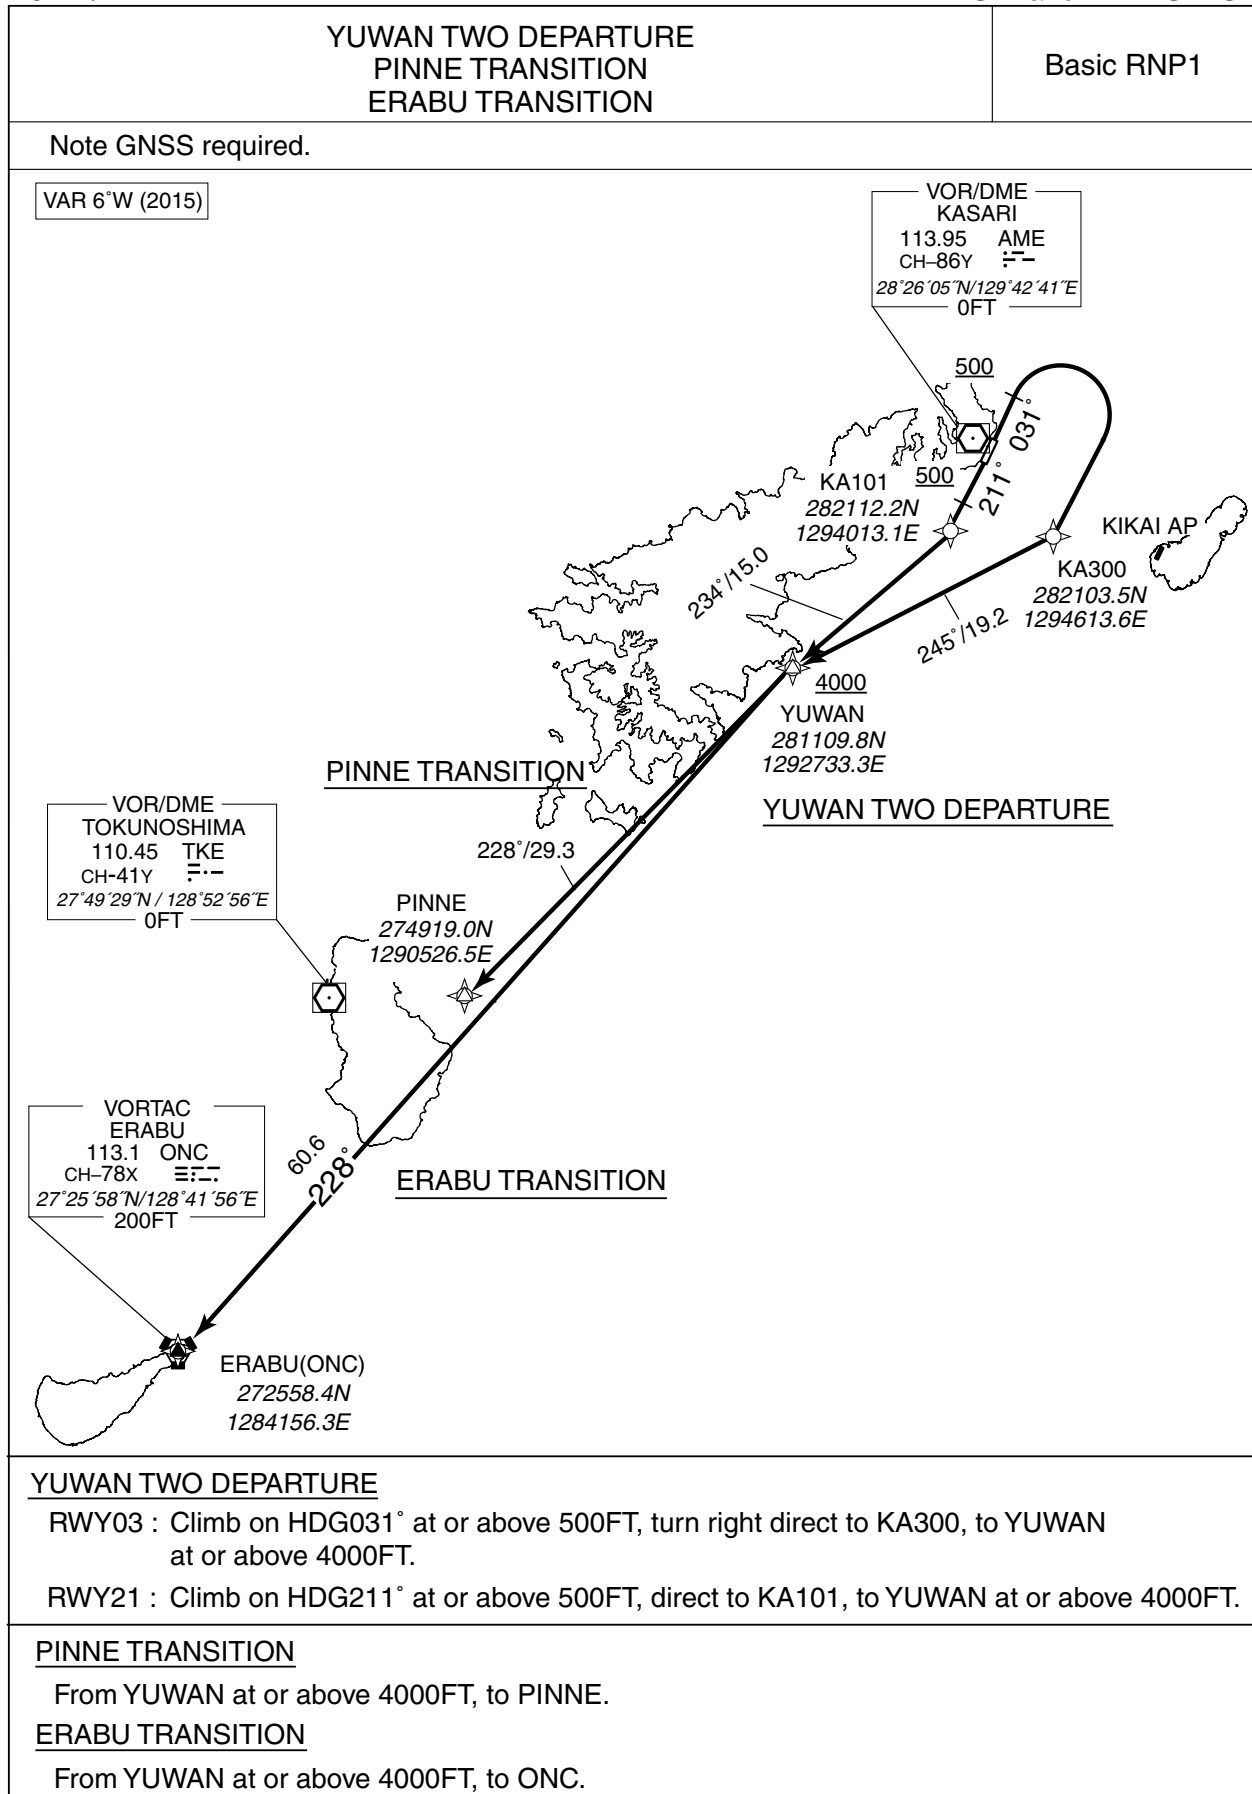 YUWAN TWO DEPARTURE
PINNE TRANSITION
ERABU TRANSITION
Basic RNP1
Note GNSS required.
VAR 6°W (2015)
VOR/DME
KASARI
113.95 AME
CH–86Y
28°26´05˝N/129°42´41˝E
0FT
500
031°
211°
500
KA101
282112.2N
1294013.1E
KIKAI AP
KA300
282103.5N
1294613.6E
234°/15.0
245°/19.2
4000
YUWAN
281109.8N
1292733.3E
PINNE TRANSITION
YUWAN TWO DEPARTURE
VOR/DME
TOKUNOSHIMA
110.45 TKE
CH-41Y
27°49´29˝N / 128°52´56˝E
0FT
228°/29.3
PINNE
274919.0N
1290526.5E
VORTAC
ERABU
113.1 ONC
CH–78X
27°25´58˝N/128°41´56˝E
200FT
60.6
228°
ERABU TRANSITION
ERABU(ONC)
272558.4N
1284156.3E
YUWAN TWO DEPARTURE
RWY03 : Climb on HDG031° at or above 500FT, turn right direct to KA300, to YUWAN
at or above 4000FT.
RWY21 : Climb on HDG211° at or above 500FT, direct to KA101, to YUWAN at or above 4000FT.
PINNE TRANSITION
From YUWAN at or above 4000FT, to PINNE.
ERABU TRANSITION
From YUWAN at or above 4000FT, to ONC.